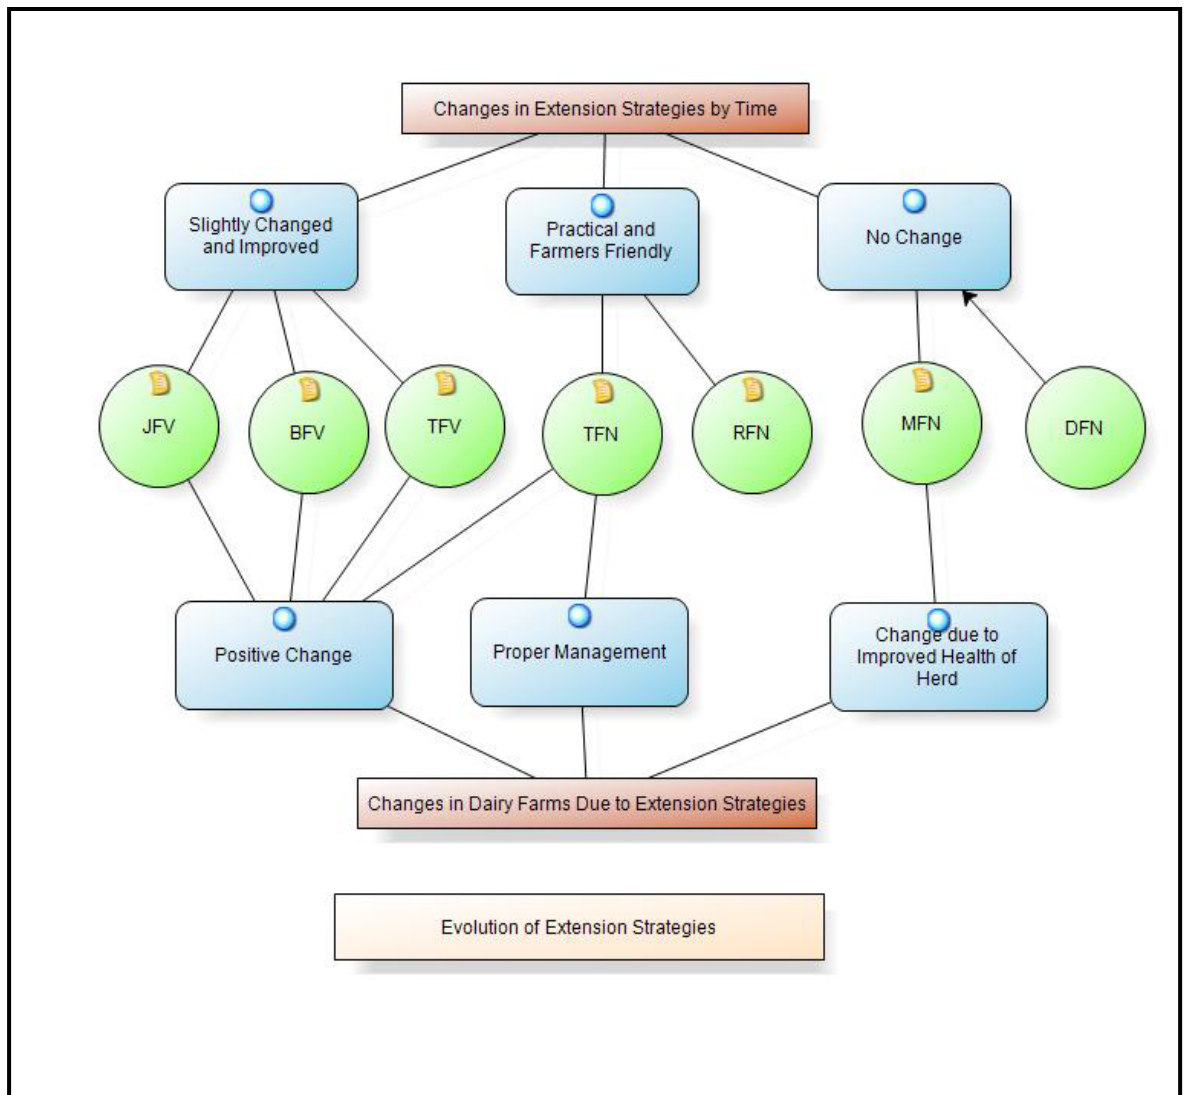 Changes in Extension Strategies by Time
Slightly Changed
and Improved
Practical and
Farmers Friendly
No Change
JFV
BFV
TFV
TFN
RFN
MFN
DFN
Positive Change
Proper Management
Change due to
Improved Health of
Herd
Changes in Dairy Farms Due to Extension Strategies
Evolution of Extension Strategies